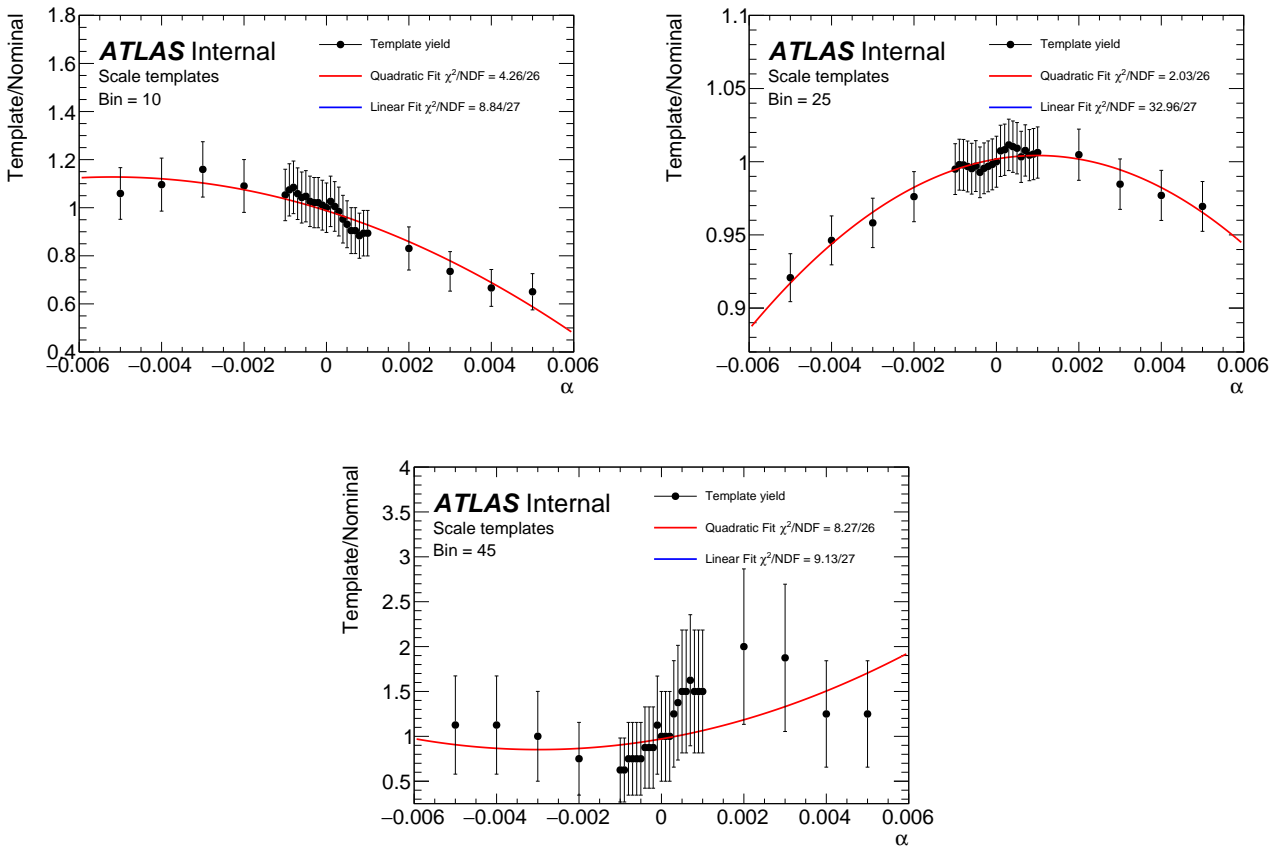 Template/Nominal
1.8
1.6
1.4
1.2
1
0.8
0.6
0.4
ATLAS Internal
Scale templates
Bin = 10
Template yield
Quadratic Fit χ²/NDF = 4.26/26
Linear Fit χ²/NDF = 8.84/27
−0.006 −0.004 −0.002 0 0.002 0.004 0.006
α
Template/Nominal
1.1
1.05
1
0.95
0.9
ATLAS Internal
Scale templates
Bin = 25
Template yield
Quadratic Fit χ²/NDF = 2.03/26
Linear Fit χ²/NDF = 32.96/27
−0.006 −0.004 −0.002 0 0.002 0.004 0.006
α
Template/Nominal
4
3.5
3
2.5
2
1.5
1
0.5
ATLAS Internal
Scale templates
Bin = 45
Template yield
Quadratic Fit χ²/NDF = 8.27/26
Linear Fit χ²/NDF = 9.13/27
−0.006 −0.004 −0.002 0 0.002 0.004 0.006
α